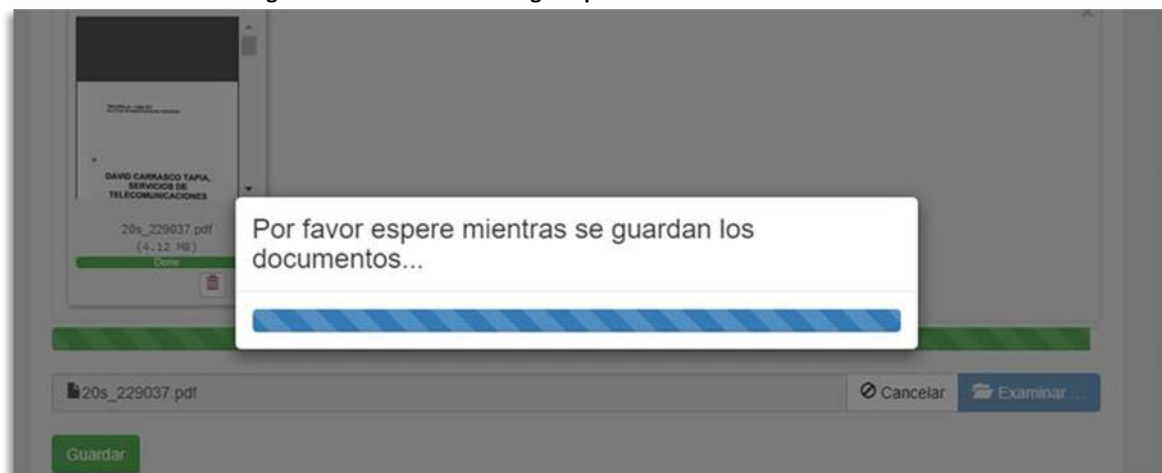 DAVID CARRASCO TAPIA,
SERVICIOS DE
TELECOMUNICACIONES
20s_229037.pdf
(4.12 MB)
Done
Por favor espere mientras se guardan los
documentos...
20s_229037.pdf
Cancelar
Examinar ...
Guardar